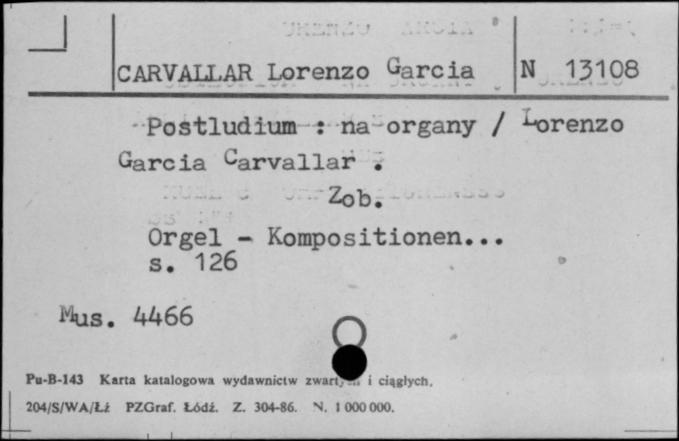 CARVALLAR Lorenzo Garcia N 13108
Postludium : na organy / Lorenzo
Garcia Carvallar .
Zob.
Orgel - Kompositionen...
s. 126
Mus. 4466
Pu-B-143 Karta katalogowa wydawnictw i ciągłych.
204/S/WA/Łż PZGraf. Łódź. Z. 304-86. N. 1 000 000.